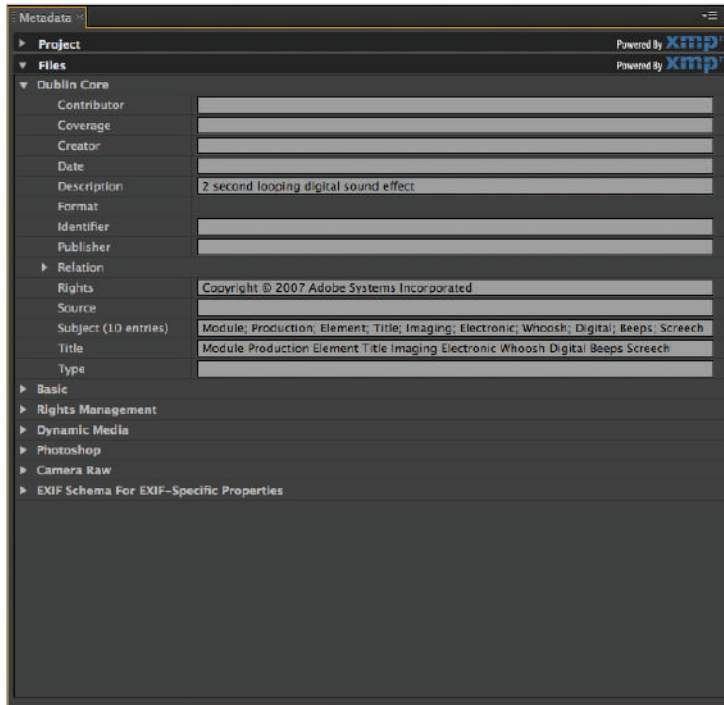 Metadata
Project Powered By xmp
Files Powered By xmp
Dublin Core
Contributor
Coverage
Creator
Date
Description 2 second looping digital sound effect
Format
Identifier
Publisher
Relation
Rights Copyright © 2007 Adobe Systems Incorporated
Source
Subject (10 entries) Module; Production; Element; Title; Imaging; Electronic; Whoosh; Digital; Beeps; Screech
Title Module Production Element Title Imaging Electronic Whoosh Digital Beeps Screech
Type
Basic
Rights Management
Dynamic Media
Photoshop
Camera Raw
EXIF Schema For EXIF-Specific Properties